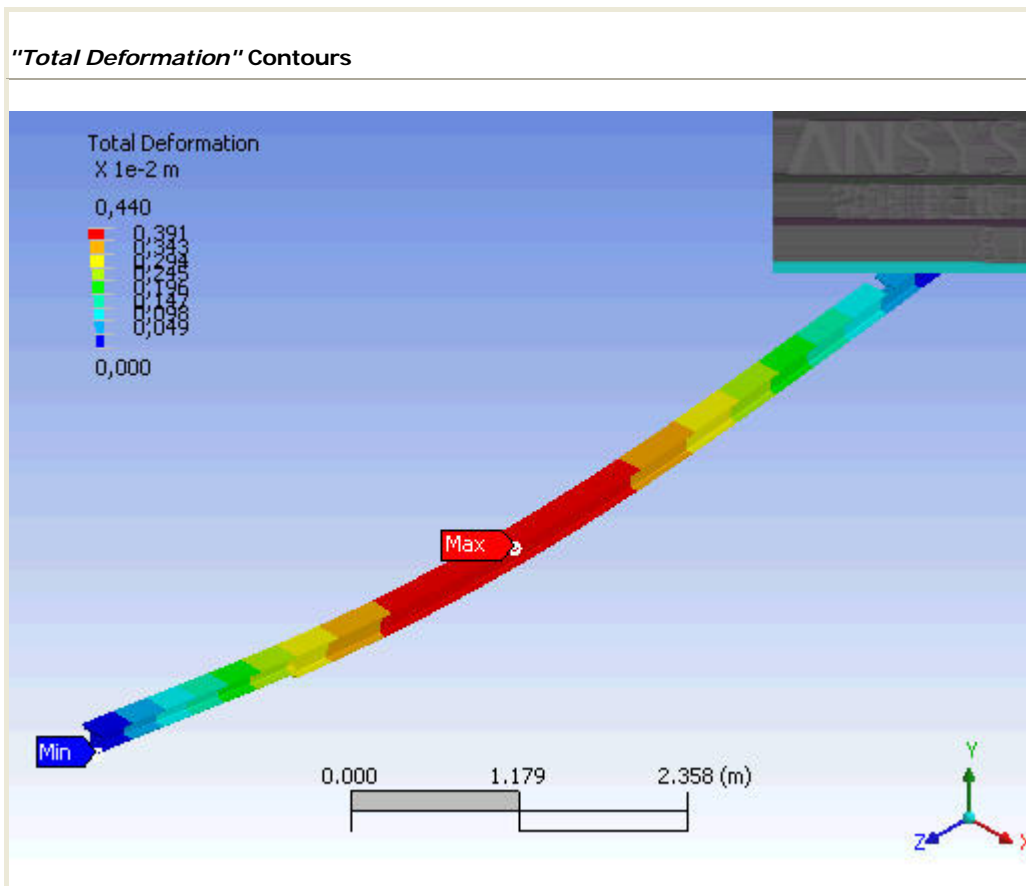 "Total Deformation" Contours
Total Deformation
X 1e-2 m
0,440
0,391
0,343
0,294
0,245
0,196
0,147
0,098
0,049
0,000
ANSYS
Max
Min
0.000 1.179 2.358 (m)
Y
Z X